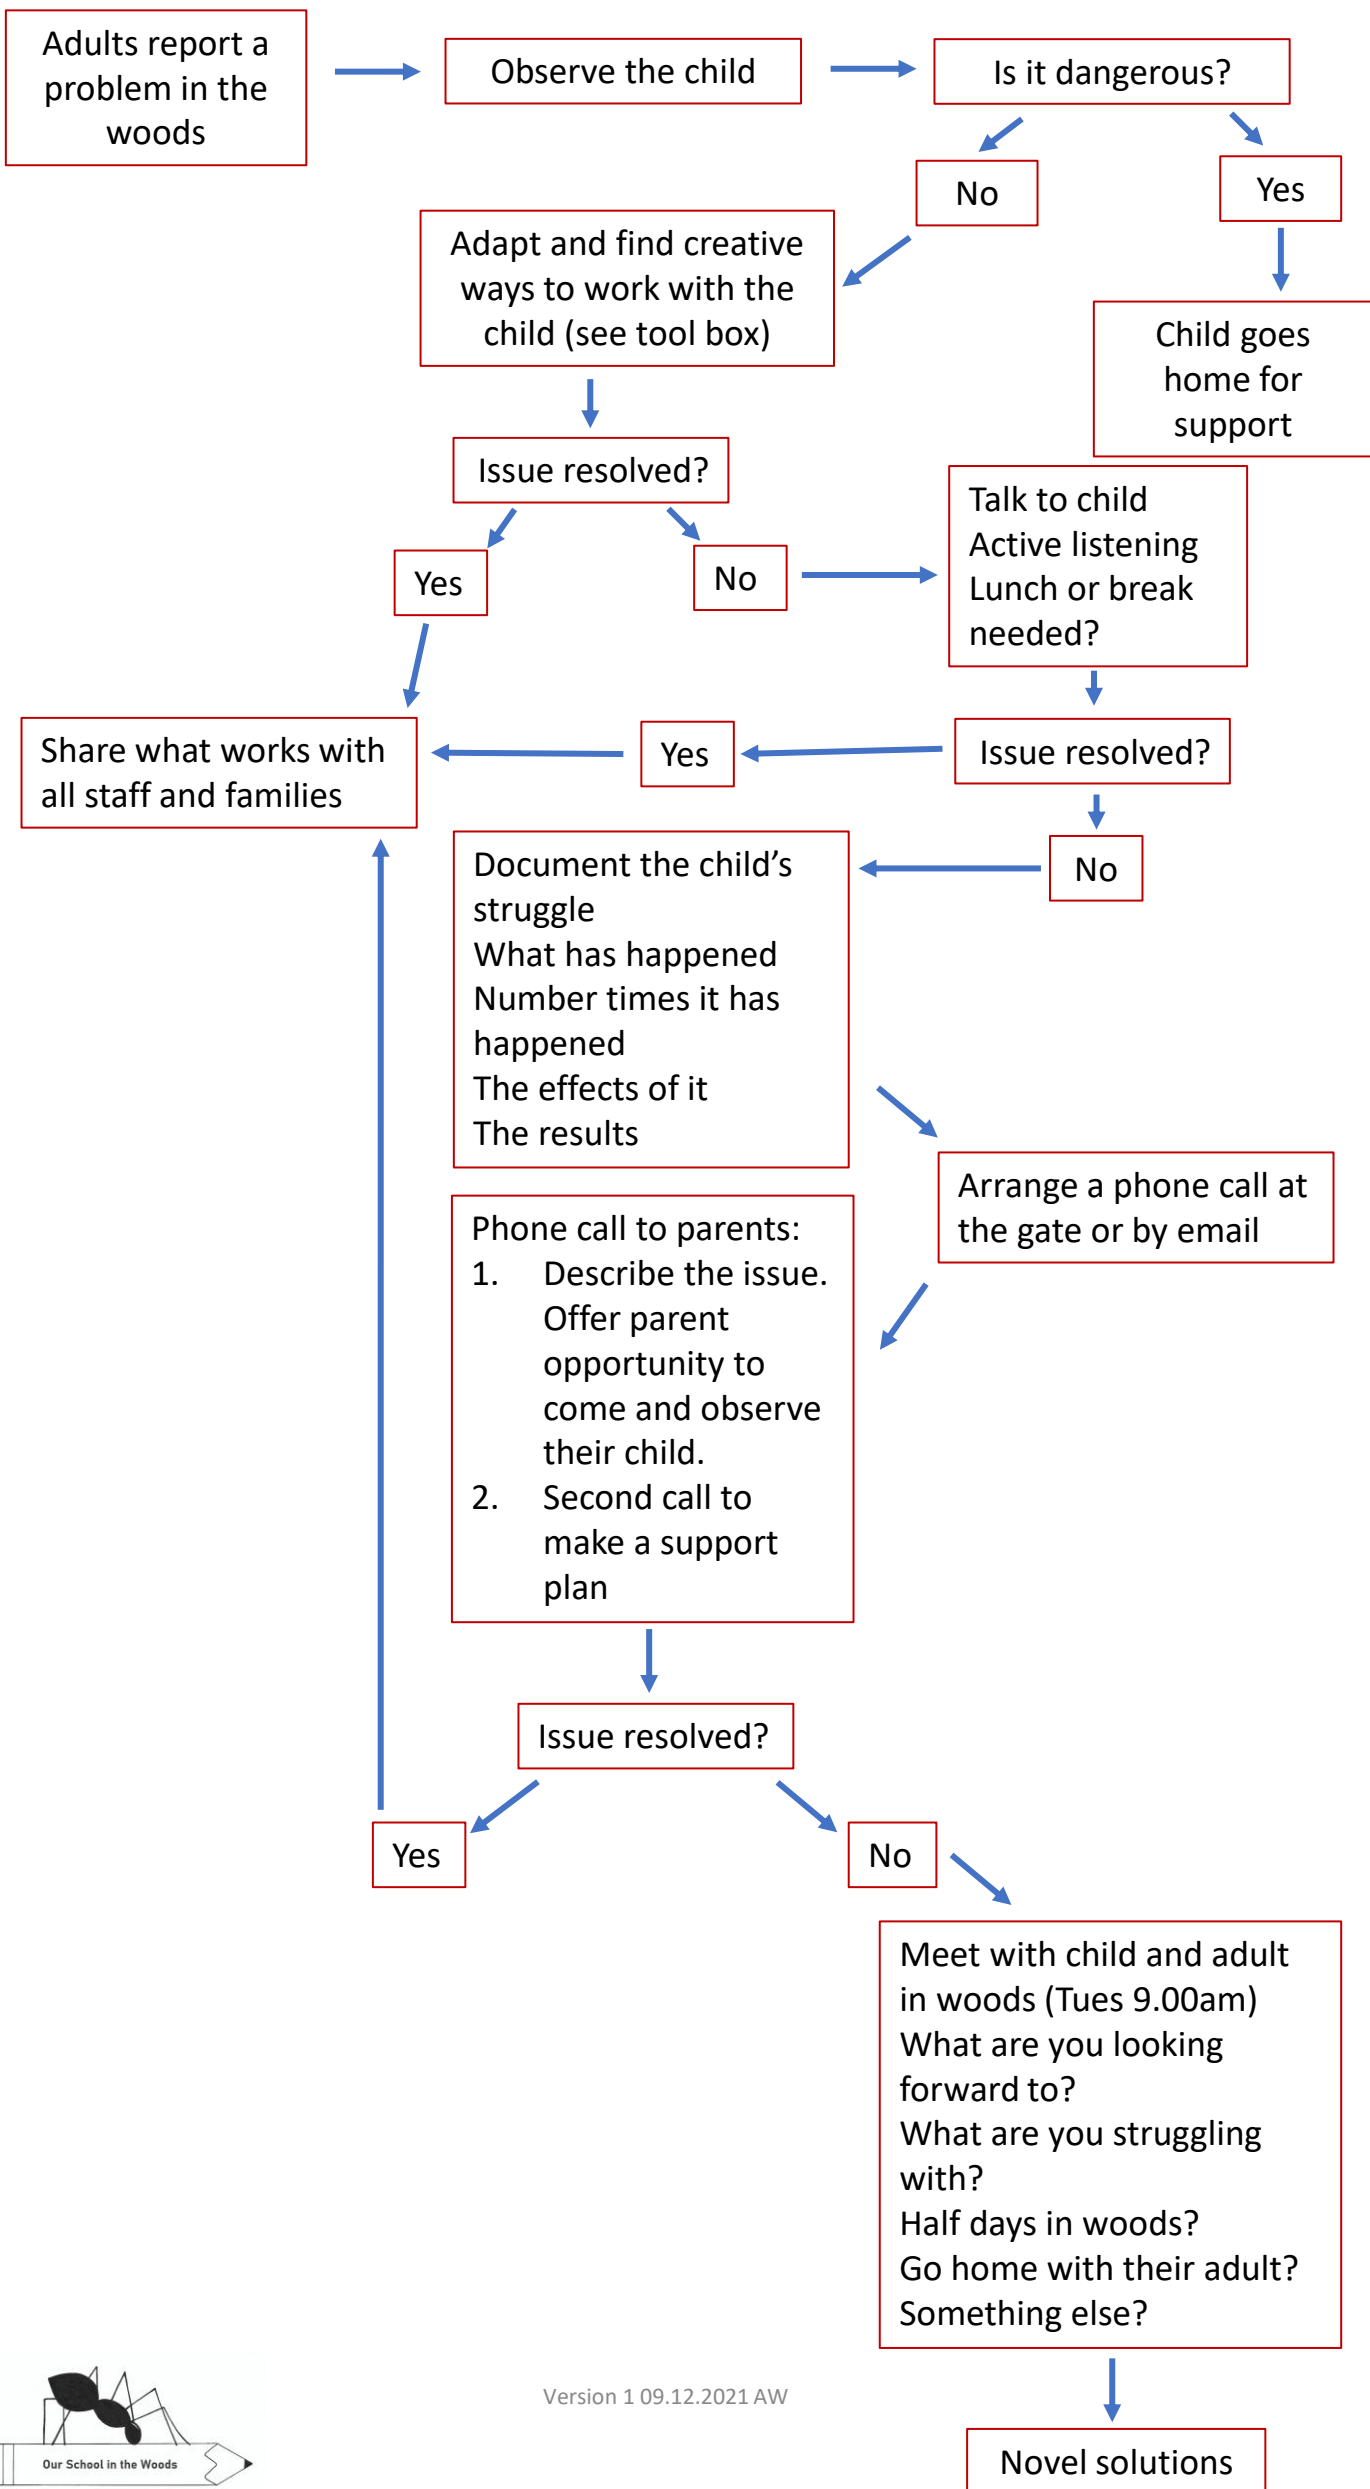 Adults report a
problem in the
woods
Observe the child
Is it dangerous?
No
Yes
Adapt and find creative
ways to work with the
child (see tool box)
Child goes
home for
support
Issue resolved?
Yes
No
Talk to child
Active listening
Lunch or break
needed?
Share what works with
all staff and families
Yes
Issue resolved?
No
Document the child’s
struggle
What has happened
Number times it has
happened
The effects of it
The results
Arrange a phone call at
the gate or by email
Phone call to parents:
1. Describe the issue.
Offer parent
opportunity to
come and observe
their child.
2. Second call to
make a support
plan
Issue resolved?
Yes
No
Meet with child and adult
in woods (Tues 9.00am)
What are you looking
forward to?
What are you struggling
with?
Half days in woods?
Go home with their adult?
Something else?
Novel solutions
Version 1 09.12.2021 AW
Our School in the Woods